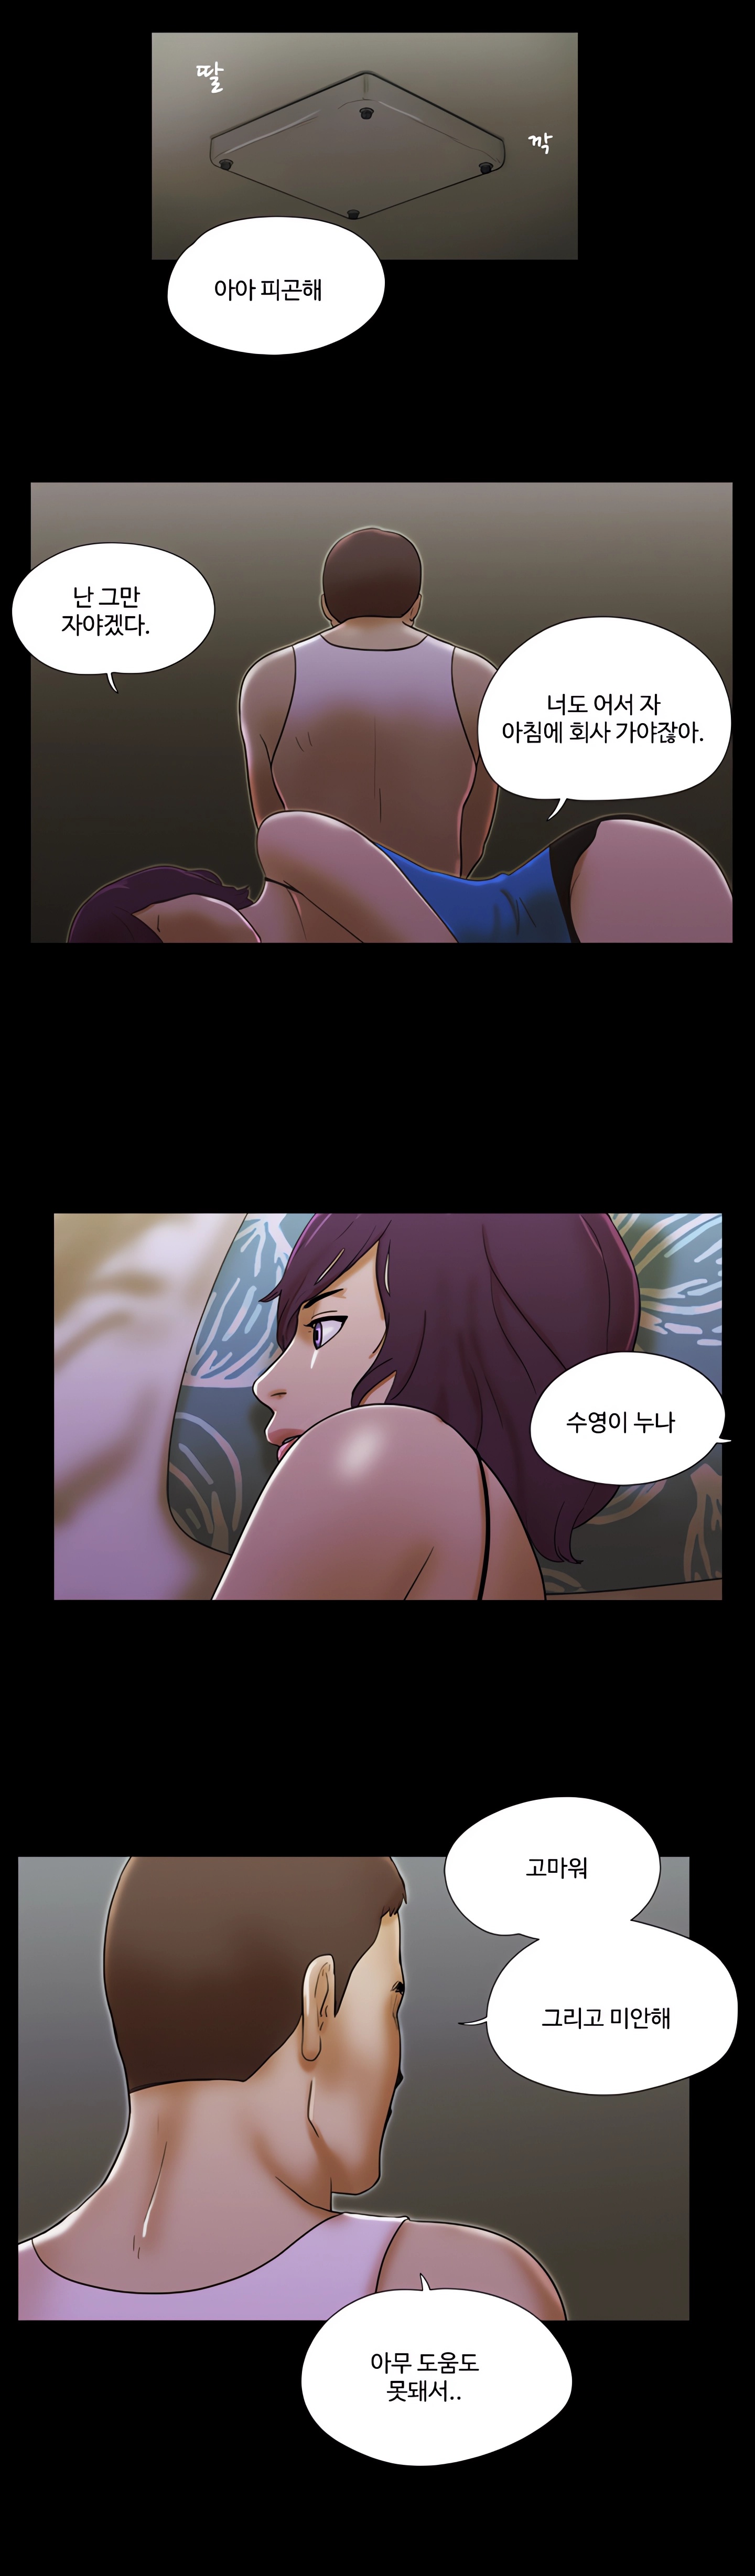 딸
깍
아아 피곤해
난 그만
자야겠다.
너도 어서 자
아침에 회사 가야잖아.
수영이 누나
고마워
그리고 미안해
아무 도움도
못돼서..